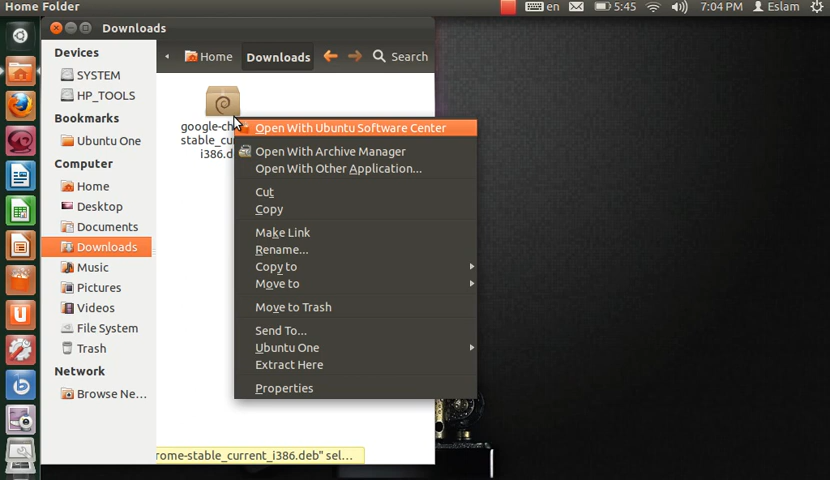 Home Folder
en
5:45
7:04 PM
Eslam
Downloads
Devices
SYSTEM
HP_TOOLS
Bookmarks
Ubuntu One
Computer
Home
Desktop
Documents
Downloads
Music
Pictures
Videos
File System
Trash
Network
Browse Ne...
Home
Downloads
Search
google-ch
stable_cur
i386.d
Open With Ubuntu Software Center
Open With Archive Manager
Open With Other Application...
Cut
Copy
Make Link
Rename...
Copy to
Move to
Move to Trash
Send To...
Ubuntu One
Extract Here
Properties
rome-stable_current_i386.deb" sel...